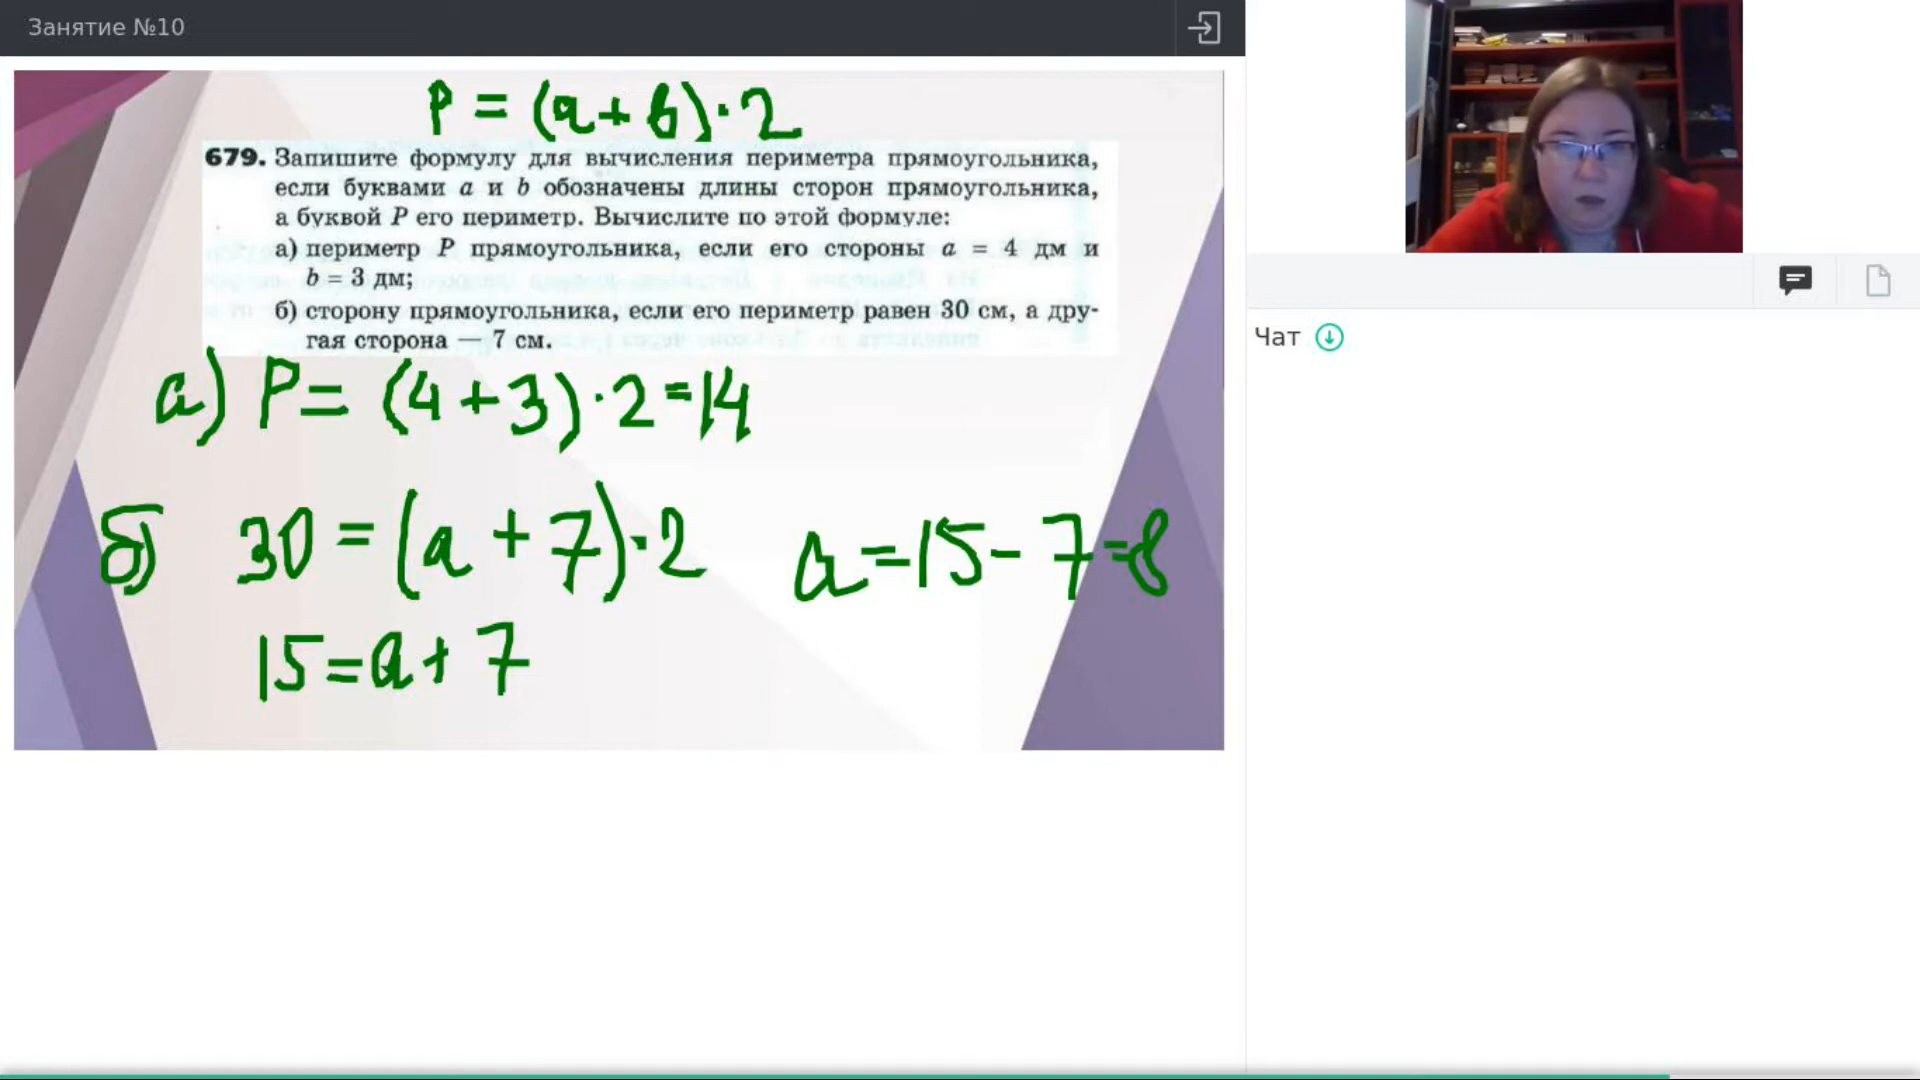 Занятие №10
P = (a + b) · 2
679. Запишите формулу для вычисления периметра прямоугольника,
если буквами a и b обозначены длины сторон прямоугольника,
а буквой P его периметр. Вычислите по этой формуле:
а) периметр P прямоугольника, если его стороны a = 4 дм и
b = 3 дм;
б) сторону прямоугольника, если его периметр равен 30 см, а дру-
гая сторона — 7 см.
а) P = (4 + 3) · 2 = 14
б) 30 = (a + 7) · 2 a = 15 - 7 = 8
15 = a + 7
Чат